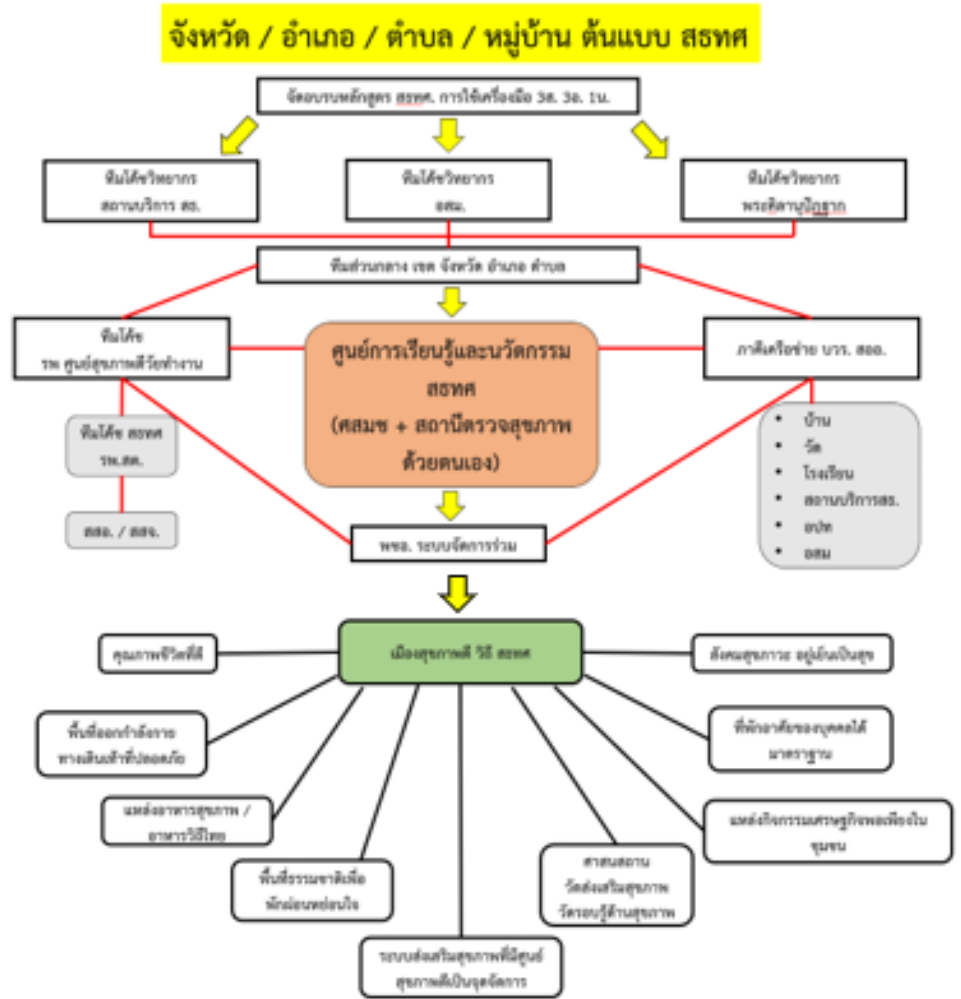 จังหวัด / อำเภอ / ตำบล / หมู่บ้าน ต้นแบบ สธทศ
จัดอบรมหลักสูตร สธทศ. การใช้เครื่องมือ 3ส. 3อ. 1น.
ทีมโค้ชวิทยากร
สถานบริการ สธ.
ทีมโค้ชวิทยากร
อสม.
ทีมโค้ชวิทยากร
พระคิลานุปัฏฐาก
ทีมส่วนกลาง เขต จังหวัด อำเภอ ตำบล
ทีมโค้ช
รพ ศูนย์สุขภาพดีวัยทำงาน
ศูนย์การเรียนรู้และนวัตกรรม
สธทศ
(ศสมช + สถานีตรวจสุขภาพ
ด้วยตนเอง)
ภาคีเครือข่าย บวร. สออ.
ทีมโค้ช สธทศ
รพ.สต.
สสอ. / สสจ.
• บ้าน
• วัด
• โรงเรียน
• สถานบริการสธ.
• อปท
• อสม
พชอ. ระบบจัดการร่วม
เมืองสุขภาพดี วิถี สธทศ
คุณภาพชีวิตที่ดี
สังคมสุขภาวะ อยู่เย็นเป็นสุข
พื้นที่ออกกำลังกาย
ทางเดินเท้าที่ปลอดภัย
ที่พักอาศัยของบุคคลได้
มาตราฐาน
แหล่งอาหารสุขภาพ /
อาหารวิถีไทย
แหล่งกิจกรรมเศรษฐกิจพอเพียงใน
ชุมชน
พื้นที่ธรรมชาติเพื่อ
พักผ่อนหย่อนใจ
ศาสนสถาน
วัดส่งเสริมสุขภาพ
วัดรอบรู้ด้านสุขภาพ
ระบบส่งเสริมสุขภาพที่มีศูนย์
สุขภาพดีเป็นจุดจัดการ